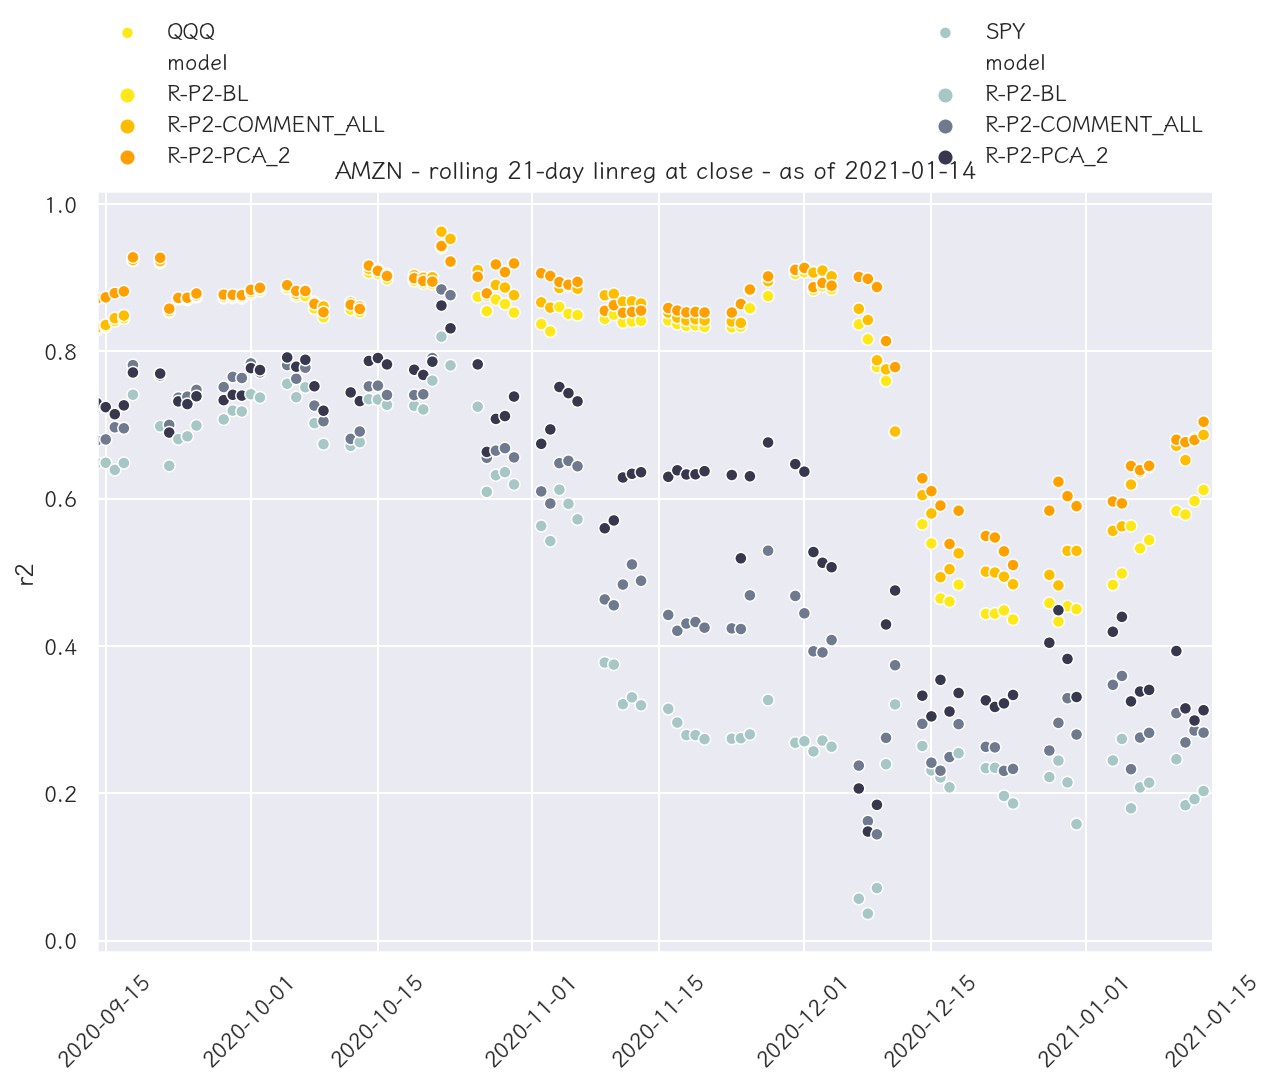 QQQ
model
R-P2-BL
R-P2-COMMENT_ALL
R-P2-PCA_2
SPY
model
R-P2-BL
R-P2-COMMENT_ALL
R-P2-PCA_2
AMZN - rolling 21-day linreg at close - as of 2021-01-14
1.0
0.8
0.6
0.4
0.2
0.0
r2
2020-09-15
2020-10-01
2020-10-15
2020-11-01
2020-11-15
2020-12-01
2020-12-15
2021-01-01
2021-01-15